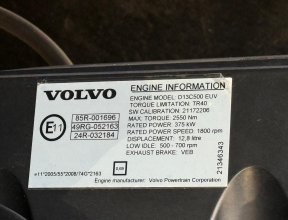 ENGINE INFORMATION
VOLVO
ENGINE MODEL: D13C500 EUV
TORQUE LIMITATION: TR40
SW CALIBRATION: 21172206
MAX. TORQUE: 2550 Nm
RATED POWER: 375 kW
RATED POWER SPEED: 1800 rpm
DISPLACEMENT: 12,8 litre
LOW IDLE: 500 - 700 rpm
EXHAUST BRAKE: VEB
E11
85R-001696
49RG-052163
24R-032184
0,60
e11*2005/55*2008/74G*2163
Engine manufacturer: Volvo Powertrain Corporation
21346343